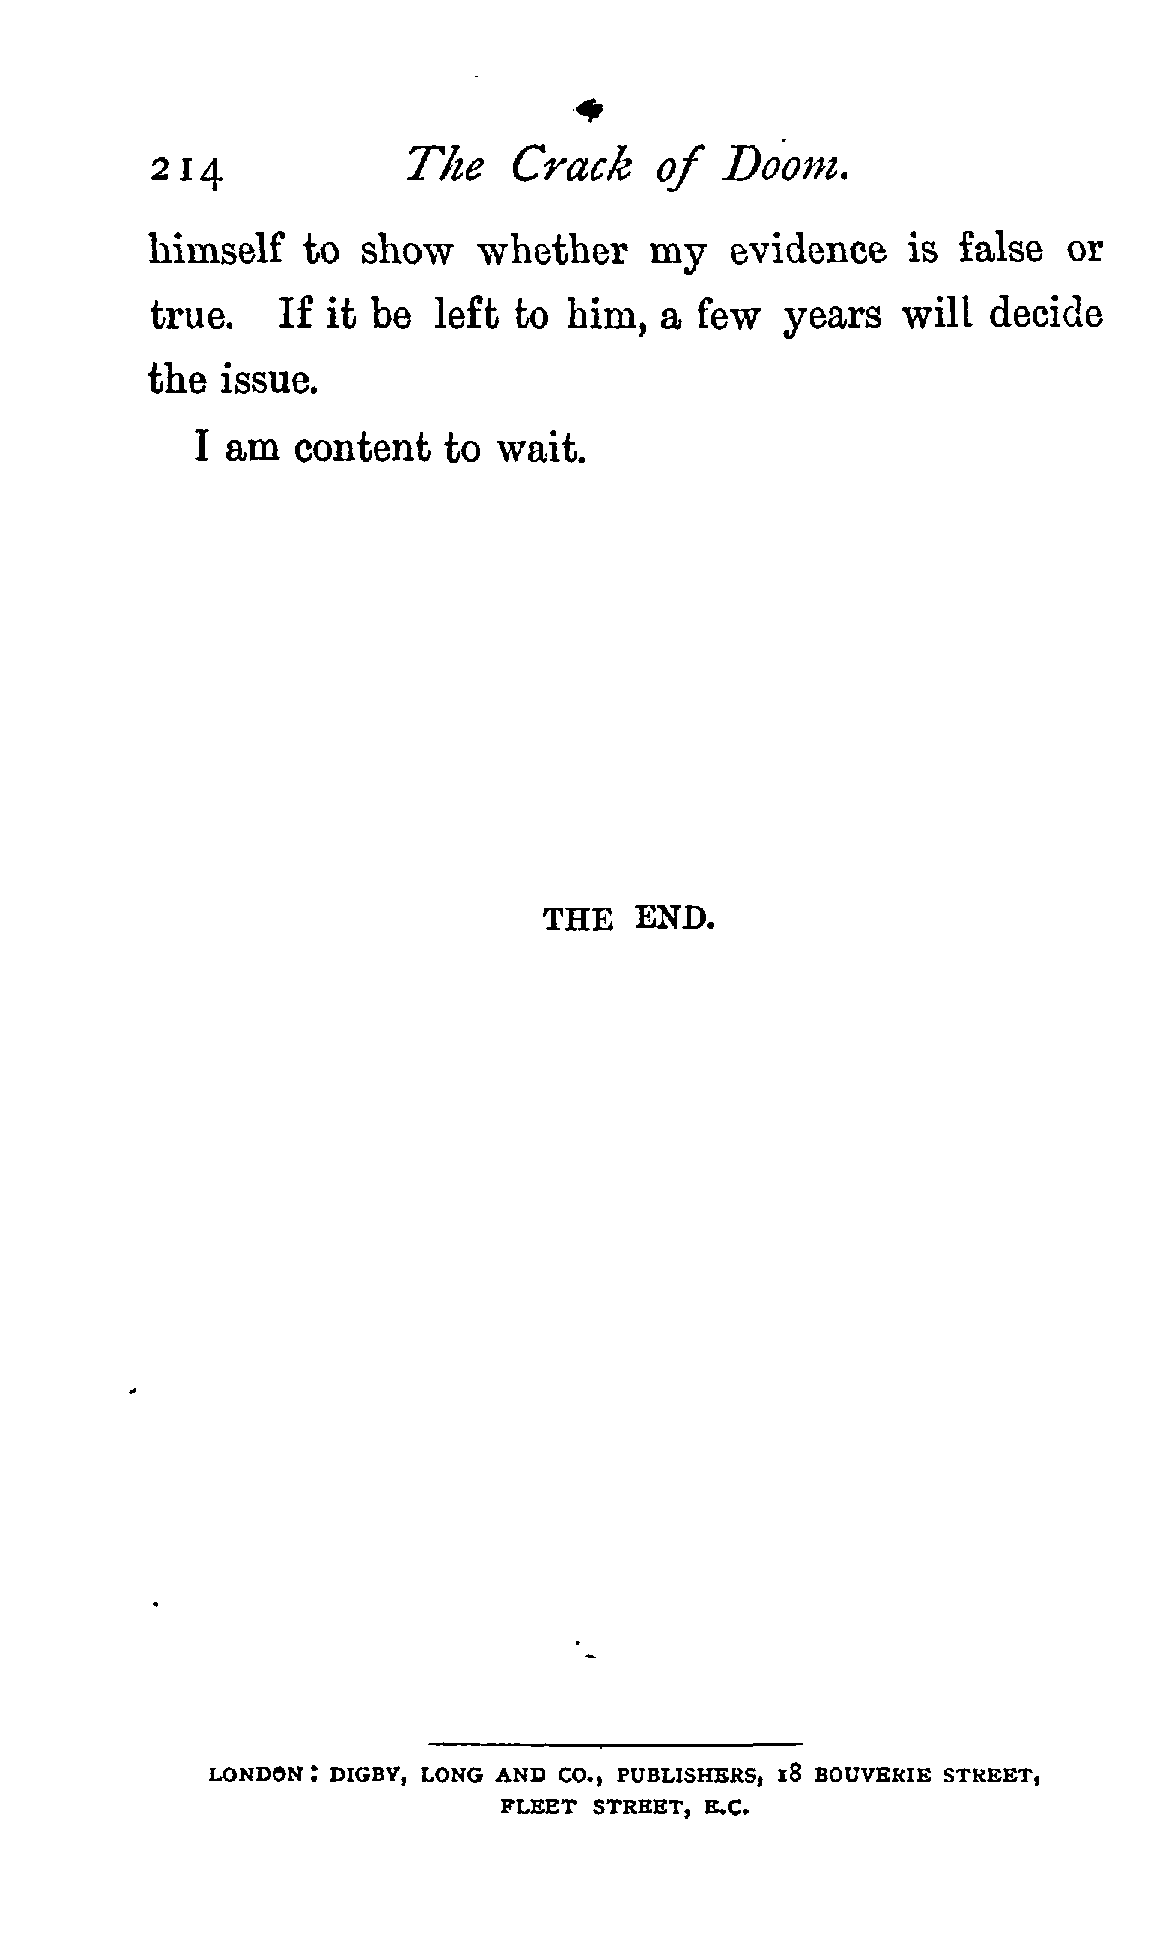 214 The Crack of Doom.
himself to show whether my evidence is false or
true. If it be left to him, a few years will decide
the issue.
I am content to wait.
THE END.
LONDON: DIGBY, LONG AND CO., PUBLISHERS, 18 BOUVERIE STREET,
FLEET STREET, E.C.